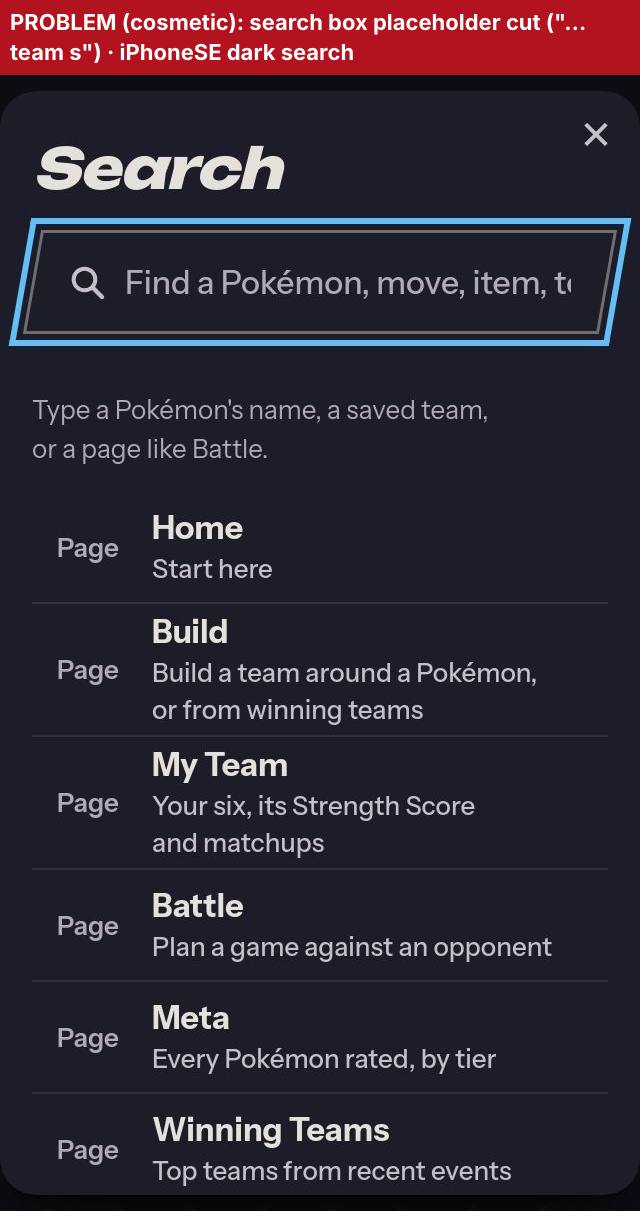 PROBLEM (cosmetic): search box placeholder cut ("...
team s") · iPhoneSE dark search
Search
Find a Pokémon, move, item, t
Type a Pokémon's name, a saved team,
or a page like Battle.
Page
Home
Start here
Page
Build
Build a team around a Pokémon,
or from winning teams
Page
My Team
Your six, its Strength Score
and matchups
Page
Battle
Plan a game against an opponent
Page
Meta
Every Pokémon rated, by tier
Page
Winning Teams
Top teams from recent events